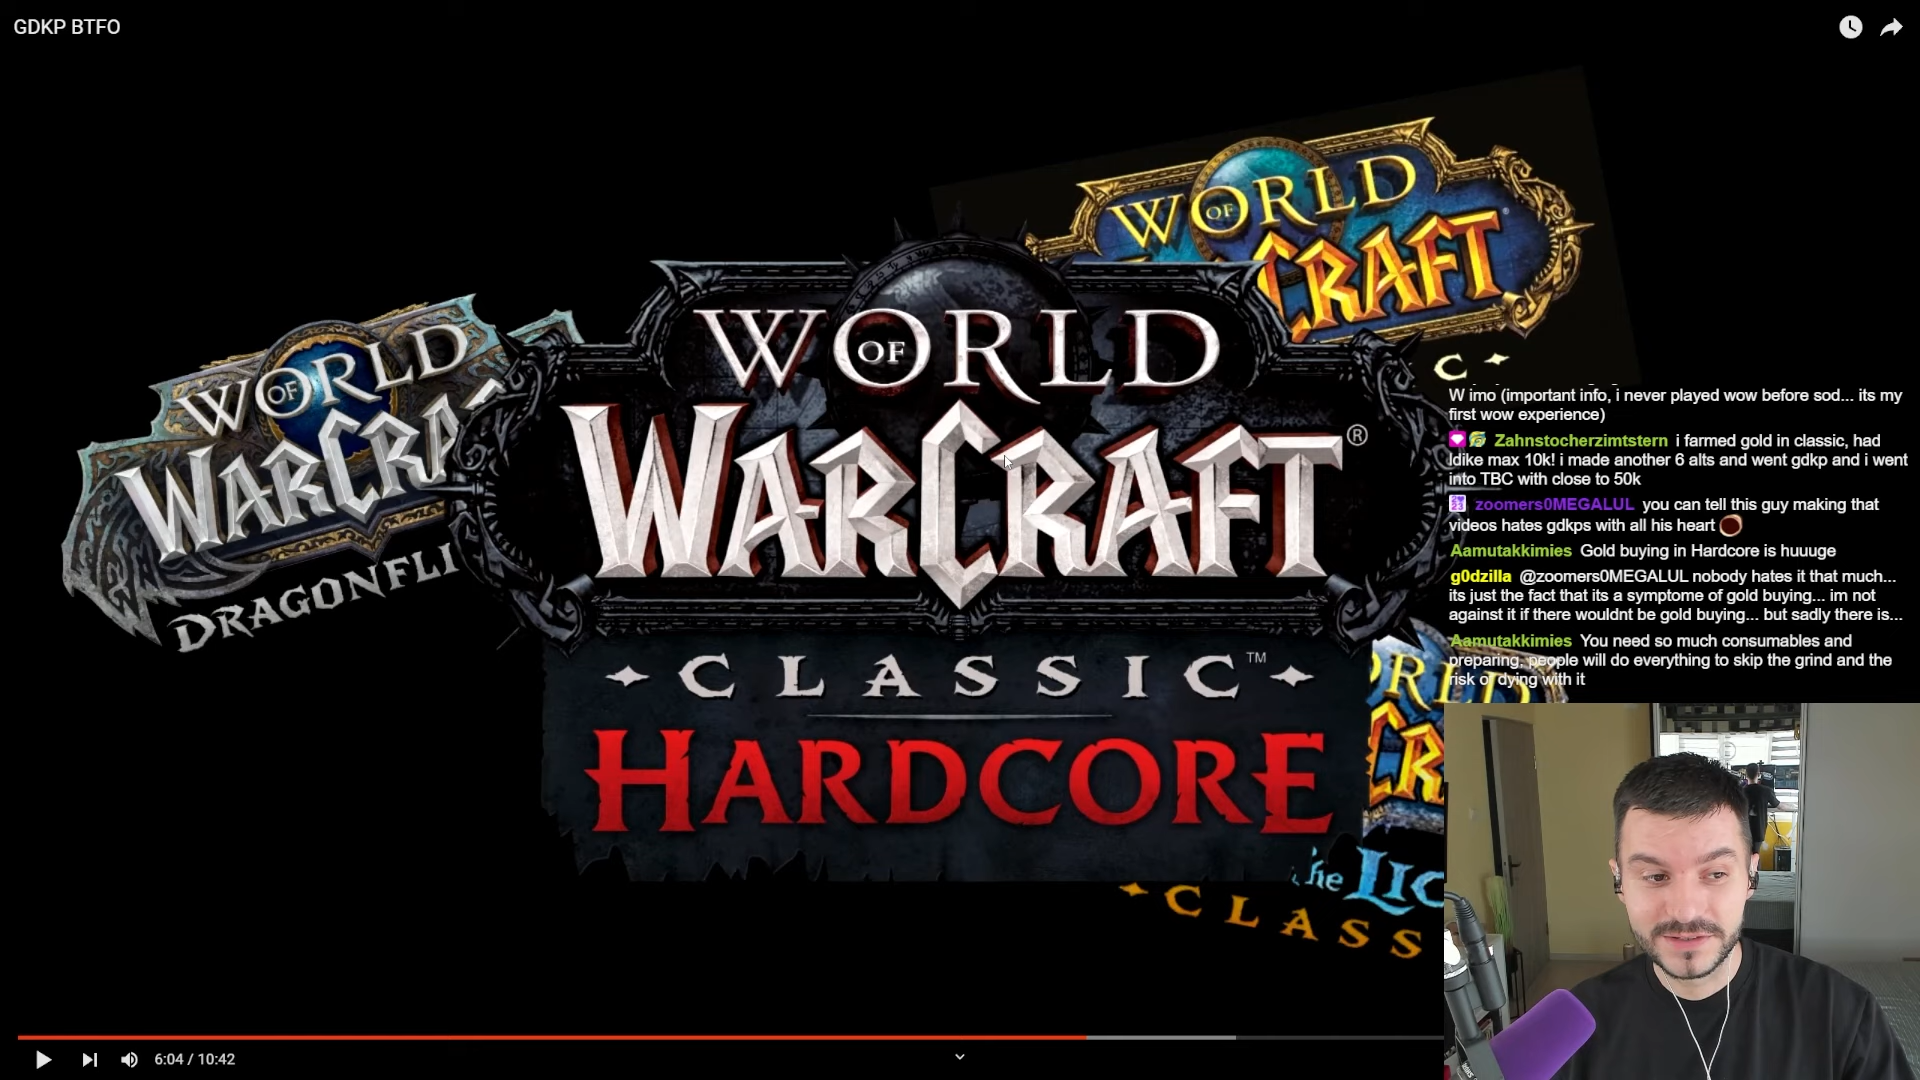 GDKP BTFO
WORLD
OF
CRAFT
WORLD
OF
WARCRA
DRAGONFLI
WORLD
OF
WARCRAFT®
CLASSIC™
HARDCORE
C
W imo (important info, i never played wow before sod... its my
first wow experience)
Zahnstocherzimtstern i farmed gold in classic, had
ldike max 10k! i made another 6 alts and went gdkp and i went
into TBC with close to 50k
zoomers0MEGALUL you can tell this guy making that
videos hates gdkps with all his heart
Aamutakkimies Gold buying in Hardcore is huuuge
g0dzilla @zoomers0MEGALUL nobody hates it that much...
its just the fact that its a symptome of gold buying... im not
against it if there wouldnt be gold buying... but sadly there is...
Aamutakkimies You need so much consumables and
preparing, people will do everything to skip the grind and the
risk of dying with it
ORLD
CR
he LIC
CLASS
6:04 / 10:42